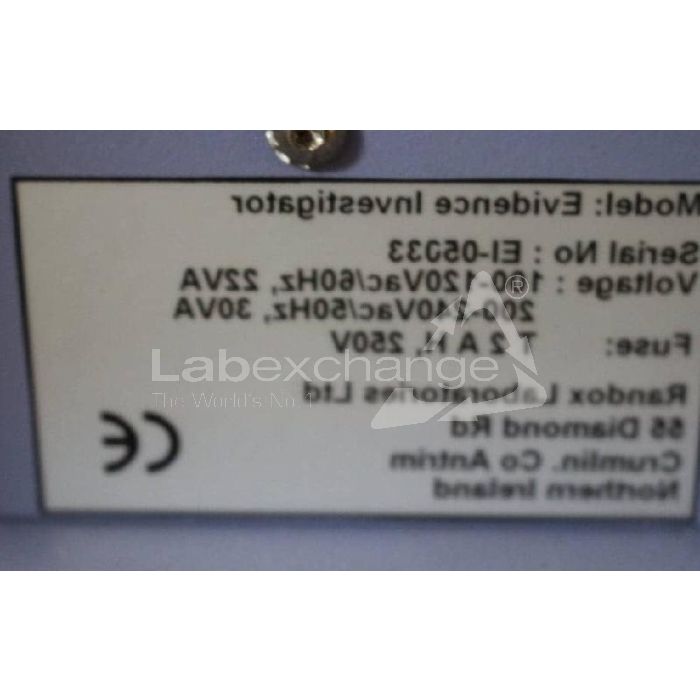 Model: Evidence Investigator
Serial No : EI-05033
Voltage : 100-120Vac/60Hz, 22VA
200-240Vac/50Hz, 30VA
Fuse: T 2 A H, 250V
Randox Laboratories Ltd
55 Diamond Rd
Crumlin. Co Antrim
Northern Ireland
CE
Labexchange®
The World's No. 1